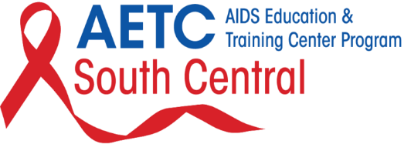 AETC
AIDS Education &
Training Center Program
South Central